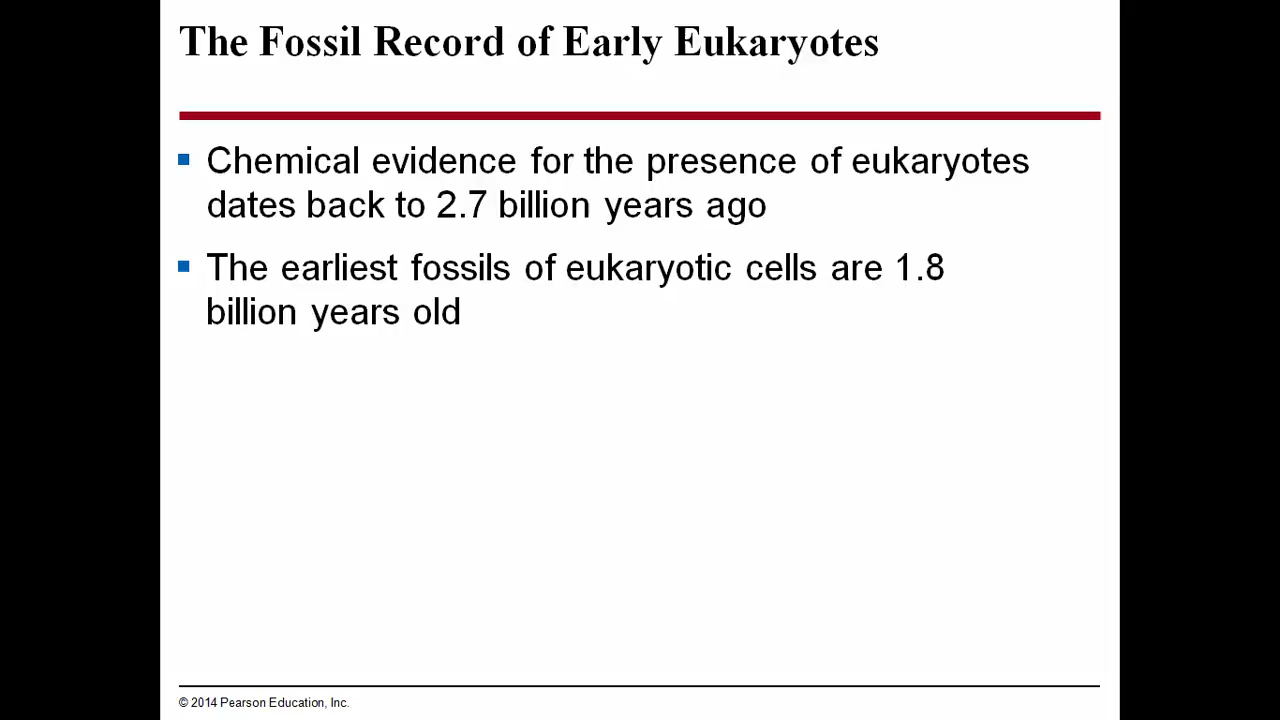 The Fossil Record of Early Eukaryotes
Chemical evidence for the presence of eukaryotes
dates back to 2.7 billion years ago
The earliest fossils of eukaryotic cells are 1.8
billion years old
© 2014 Pearson Education, Inc.